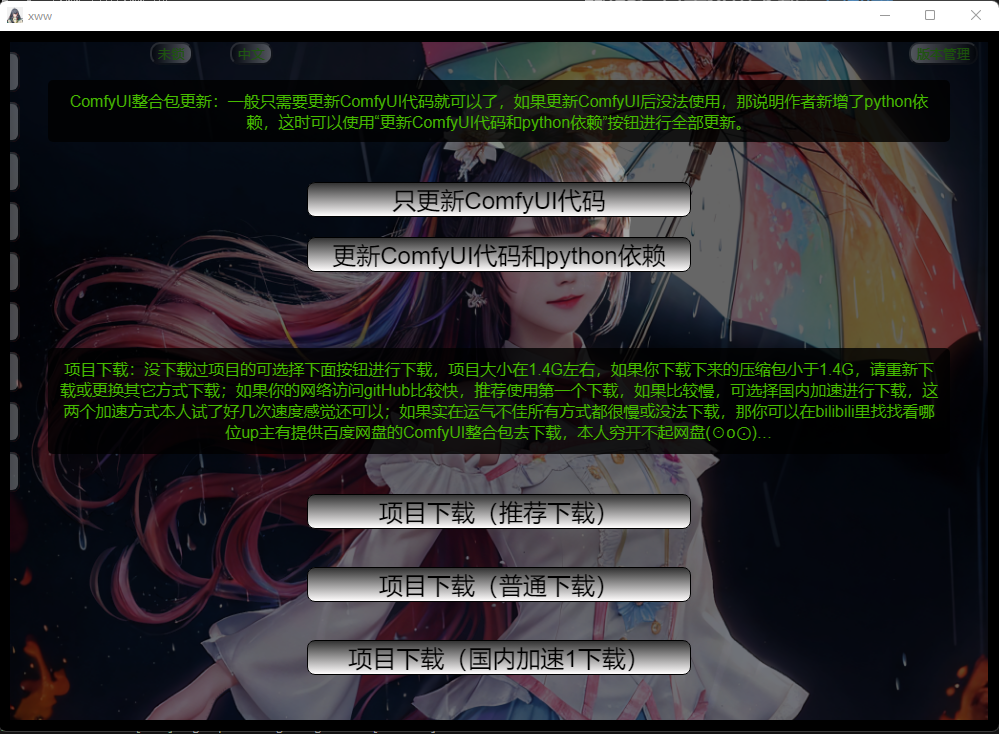 xww
中文
管理
ComfyUI整合包更新：一般只需要更新ComfyUI代码就可以了，如果更新ComfyUI后没法使用，那说明作者新增了python依
赖，这时可以使用“更新ComfyUI代码和python依赖”按钮进行全部更新。
只更新ComfyUI代码
更新ComfyUI代码和python依赖
项目下载：没下载过项目的可选择下面按钮进行下载，项目大小在1.4G左右，如果你下载下来的压缩包小于1.4G，请重新下
载或更换其它方式下载；如果你的网络访问gitHub比较快，推荐使用第一个下载，如果比较慢，可选择国内加速进行下载，这
两个加速方式本人试了好几次速度感觉还可以；如果实在运气不佳所有方式都很慢或没法下载，那你可以在bilibili里找找看哪
位up主有提供百度网盘的ComfyUI整合包去下载，本人穷开不起网盘(⊙o⊙)…
项目下载（推荐下载）
项目下载（普通下载）
项目下载（国内加速1下载）